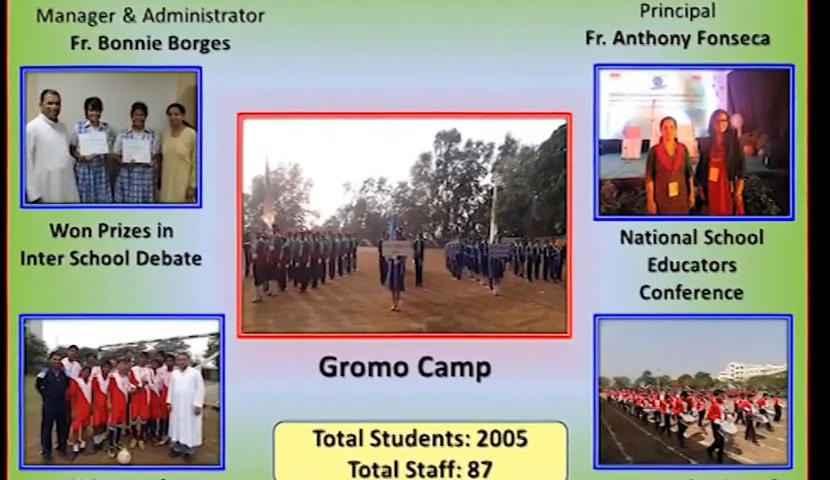 Manager & Administrator
Fr. Bonnie Borges
Principal
Fr. Anthony Fonseca
Won Prizes in
Inter School Debate
National School
Educators
Conference
Gromo Camp
Total Students: 2005
Total Staff: 87